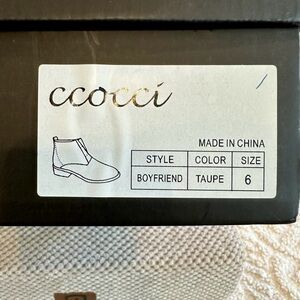 ccocci
MADE IN CHINA
STYLE COLOR SIZE
BOYFRIEND TAUPE 6